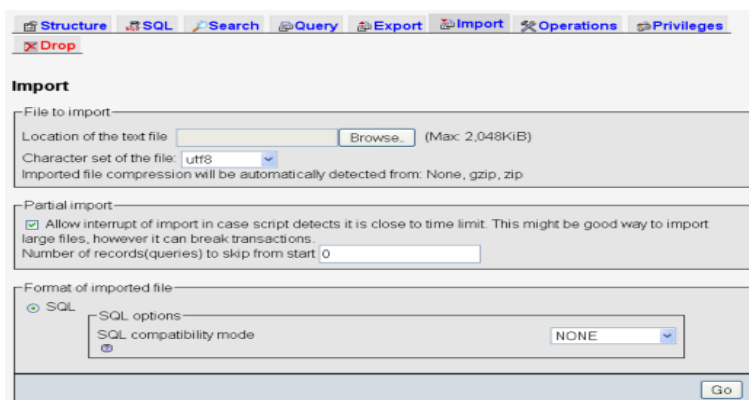 Structure SQL Search Query Export Import Operations Privileges
Drop
Import
File to import
Location of the text file Browse.. (Max: 2,048KiB)
Character set of the file: utf8
Imported file compression will be automatically detected from: None, gzip, zip
Partial import
Allow interrupt of import in case script detects it is close to time limit. This might be good way to import
large files, however it can break transactions.
Number of records(queries) to skip from start 0
Format of imported file
SQL
SQL options
SQL compatibility mode NONE
Go